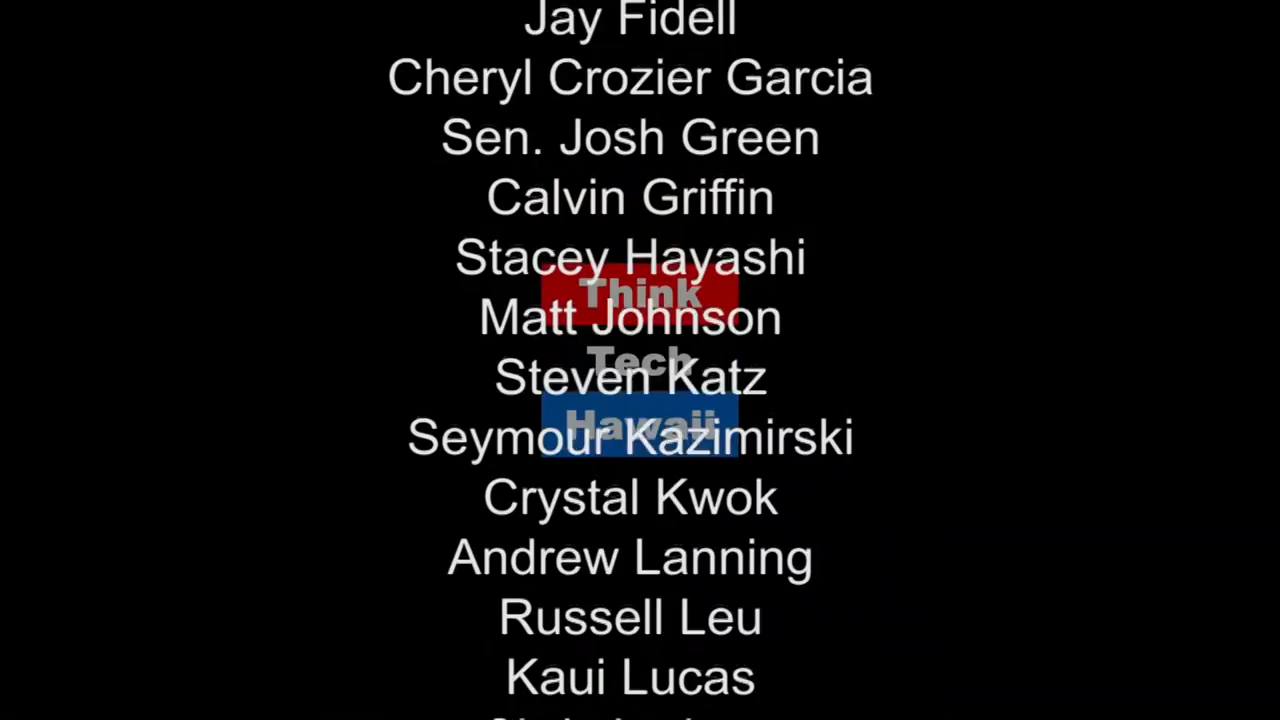 Jay Fidell
Cheryl Crozier Garcia
Sen. Josh Green
Calvin Griffin
Stacey Hayashi
Think
Matt Johnson
Tech
Steven Katz
Hawaii
Seymour Kazimirski
Crystal Kwok
Andrew Lanning
Russell Leu
Kaui Lucas